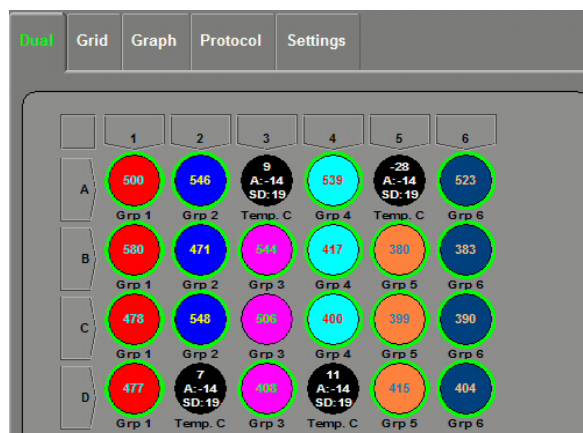 Dual Grid Graph Protocol Settings
1 2 3 4 5 6
A 500 546 9 A:-14 SD:19 539 -28 A:-14 SD:19 523
Grp 1 Grp 2 Temp. C Grp 4 Temp. C Grp 6
B 580 471 544 417 380 383
Grp 1 Grp 2 Grp 3 Grp 4 Grp 5 Grp 6
C 478 548 506 400 399 390
Grp 1 Grp 2 Grp 3 Grp 4 Grp 5 Grp 6
D 477 7 A:-14 SD:19 408 11 A:-14 SD:19 415 404
Grp 1 Temp. C Grp 3 Temp. C Grp 5 Grp 6